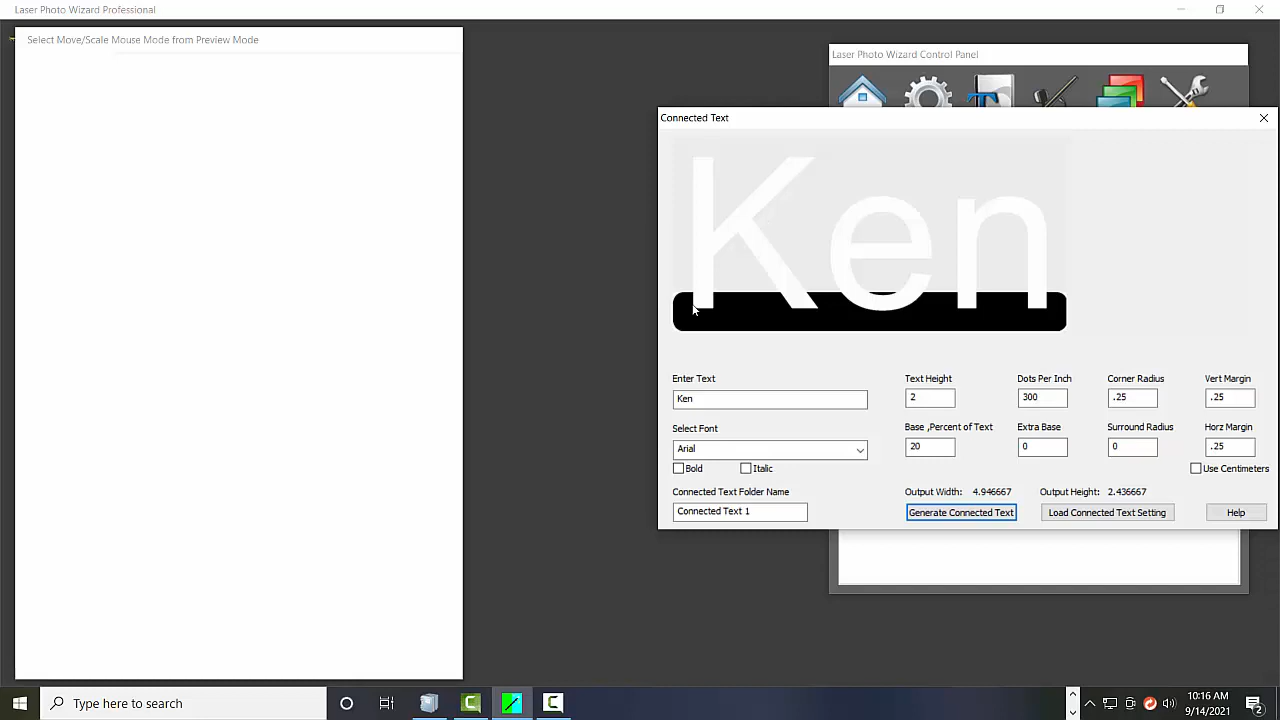 Laser Photo Wizard Professional
Select Move/Scale Mouse Mode from Preview Mode
Laser Photo Wizard Control Panel
Connected Text
Ken
Enter Text
Text Height
Dots Per Inch
Corner Radius
Vert Margin
Ken
2
300
.25
.25
Select Font
Base ,Percent of Text
Extra Base
Surround Radius
Horz Margin
Arial
20
0
0
.25
Bold
Italic
Use Centimeters
Connected Text Folder Name
Output Width: 4.946667
Output Height: 2.436667
Connected Text 1
Generate Connected Text
Load Connected Text Setting
Help
Type here to search
10:16 AM
9/14/2021
2